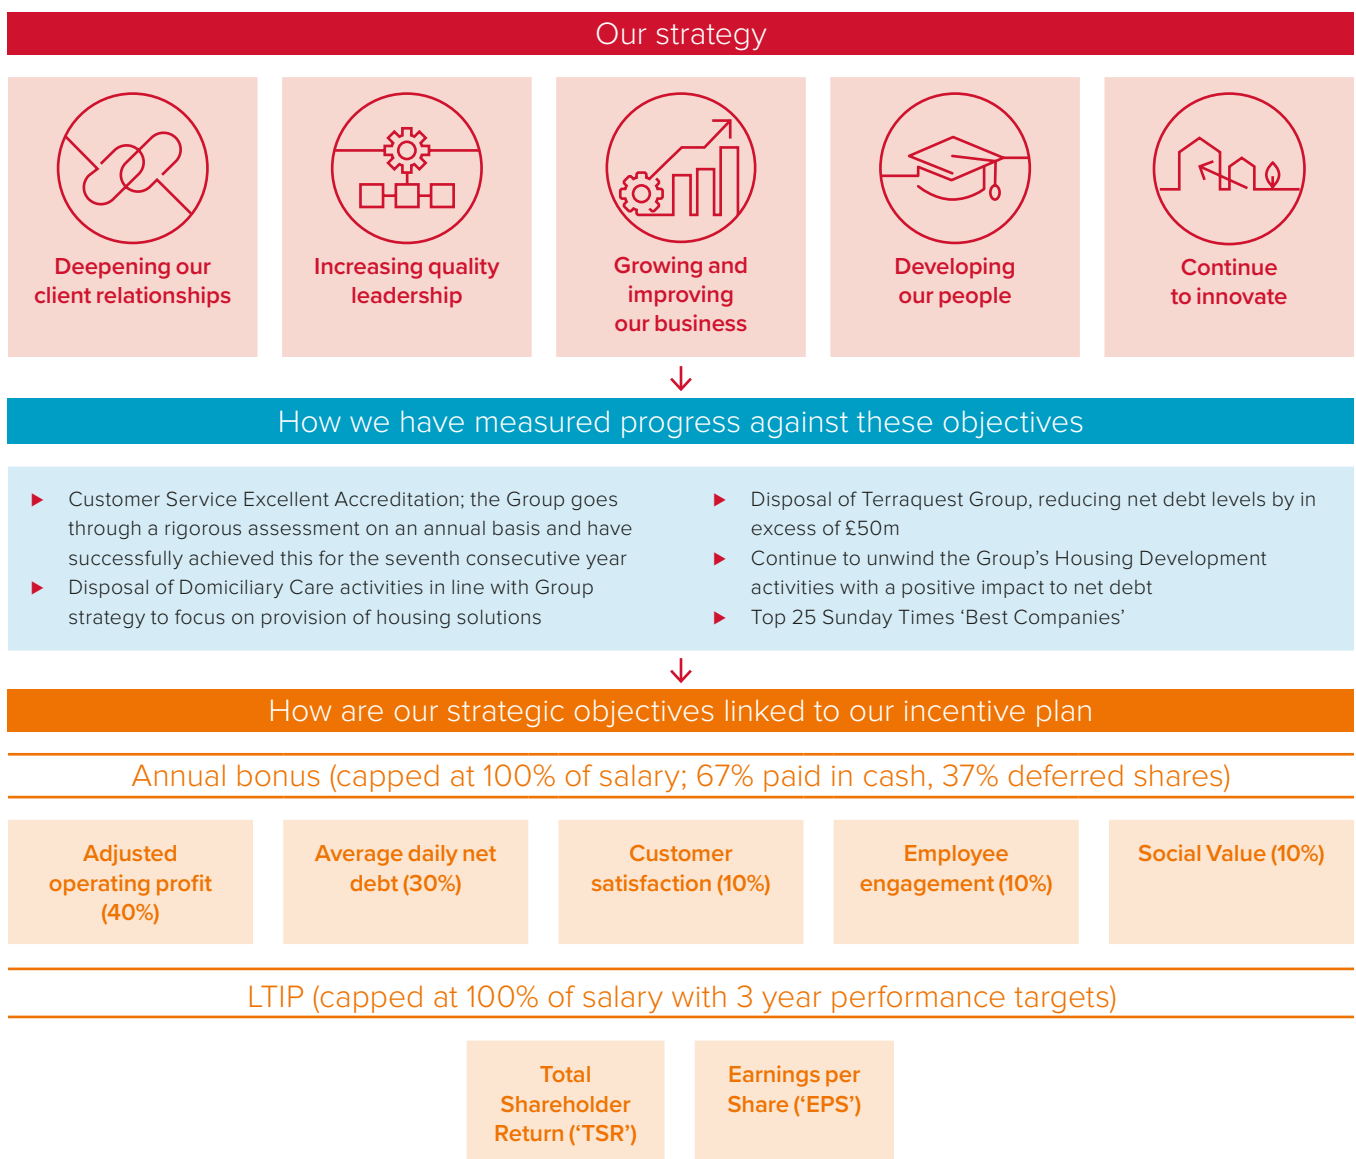 Our strategy
Deepening our
client relationships
Increasing quality
leadership
Growing and
improving
our business
Developing
our people
Continue
to innovate
How we have measured progress against these objectives
Customer Service Excellent Accreditation; the Group goes
through a rigorous assessment on an annual basis and have
successfully achieved this for the seventh consecutive year
Disposal of Domiciliary Care activities in line with Group
strategy to focus on provision of housing solutions
Disposal of Terraquest Group, reducing net debt levels by in
excess of £50m
Continue to unwind the Group’s Housing Development
activities with a positive impact to net debt
Top 25 Sunday Times ‘Best Companies’
How are our strategic objectives linked to our incentive plan
Annual bonus (capped at 100% of salary; 67% paid in cash, 37% deferred shares)
Adjusted
operating profit
(40%)
Average daily net
debt (30%)
Customer
satisfaction (10%)
Employee
engagement (10%)
Social Value (10%)
LTIP (capped at 100% of salary with 3 year performance targets)
Total
Shareholder
Return (‘TSR’)
Earnings per
Share (‘EPS’)